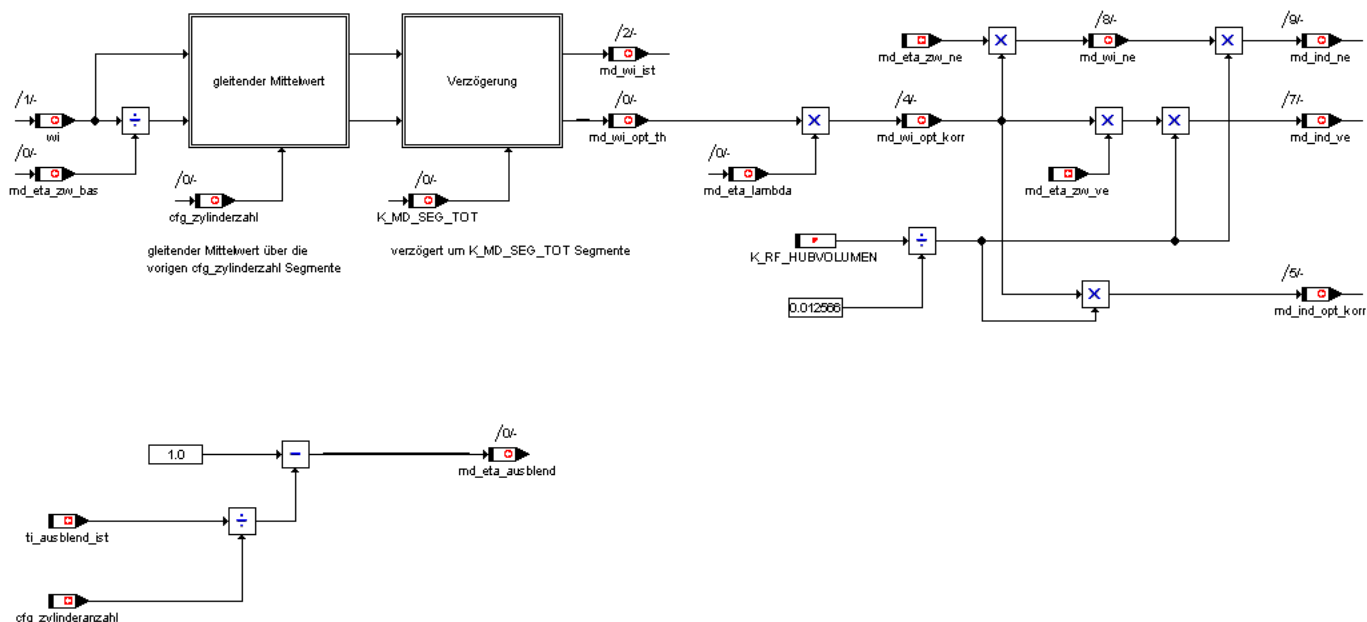 /2/-
md_wi_ist
/8/-
md_eta_zw_ne
md_wi_ne
/9/-
md_ind_ne
gleitender Mittelwert
Verzögerung
/1/-
wi
÷
/0/-
md_wi_opt_th
×
/4/-
md_wi_opt_korr
×
×
/7/-
md_ind_ve
/0/-
md_eta_zw_bas
/0/-
cfg_zylinderzahl
/0/-
K_MD_SEG_TOT
/0/-
md_eta_lambda
md_eta_zw_ve
gleitender Mittelwert über die
vorigen cfg_zylinderzahl Segmente
verzögert um K_MD_SEG_TOT Segmente
K_RF_HUBVOLUMEN
÷
0.012566
×
/5/-
md_ind_opt_korr
1.0
−
/0/-
md_eta_ausblend
ti_ausblend_ist
÷
cfg_zylinderanzahl